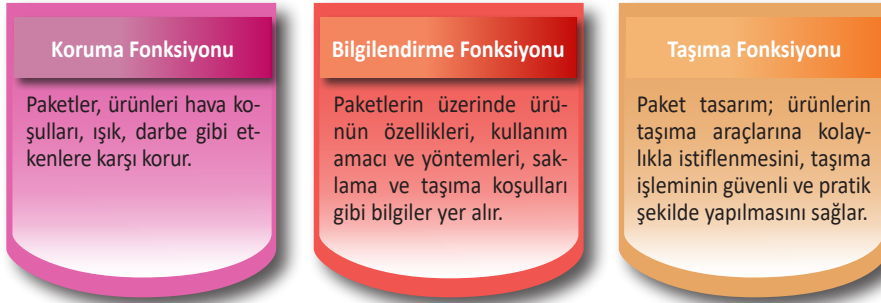 Koruma Fonksiyonu
Paketler, ürünleri hava ko-
şulları, ışık, darbe gibi et-
kenlere karşı korur.
Bilgilendirme Fonksiyonu
Paketlerin üzerinde ürü-
nün özellikleri, kullanım
amacı ve yöntemleri, sak-
lama ve taşıma koşulları
gibi bilgiler yer alır.
Taşıma Fonksiyonu
Paket tasarım; ürünlerin
taşıma araçlarına kolay-
lıkla istiflenmesini, taşıma
işleminin güvenli ve pratik
şekilde yapılmasını sağlar.